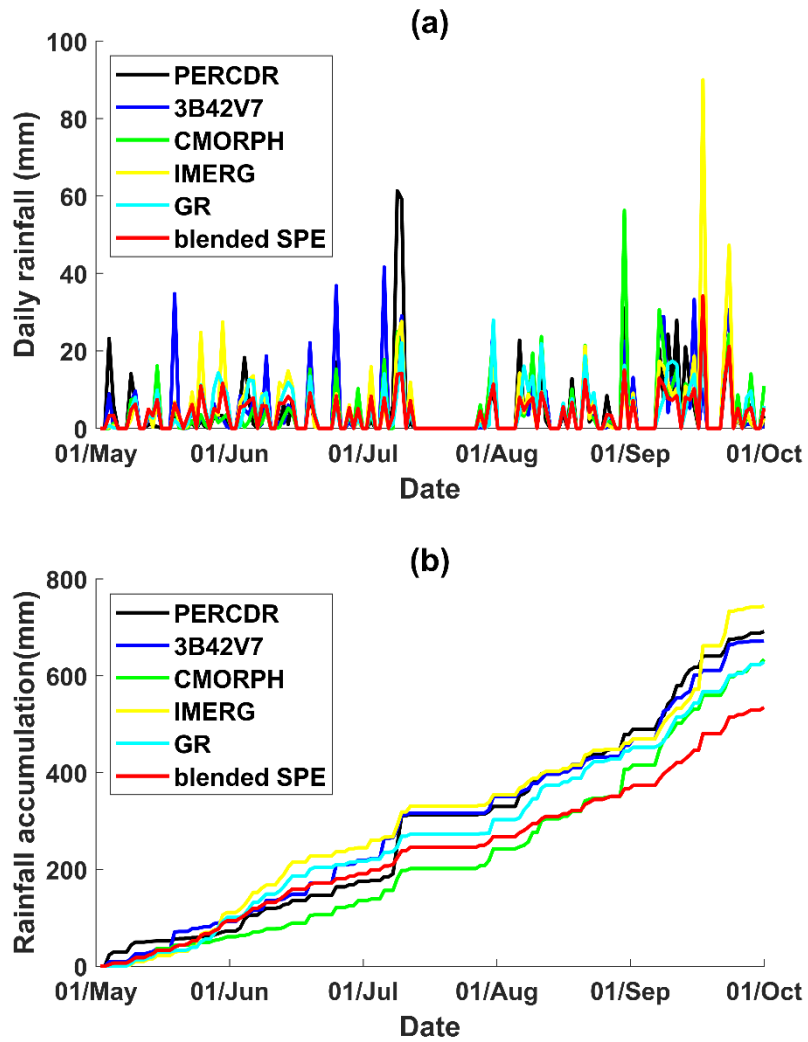 (a)
100
80
60
40
20
0
Daily rainfall (mm)
PERCDR
3B42V7
CMORPH
IMERG
GR
blended SPE
01/May 01/Jun 01/Jul 01/Aug 01/Sep 01/Oct
Date
(b)
800
600
400
200
0
Rainfall accumulation(mm)
PERCDR
3B42V7
CMORPH
IMERG
GR
blended SPE
01/May 01/Jun 01/Jul 01/Aug 01/Sep 01/Oct
Date